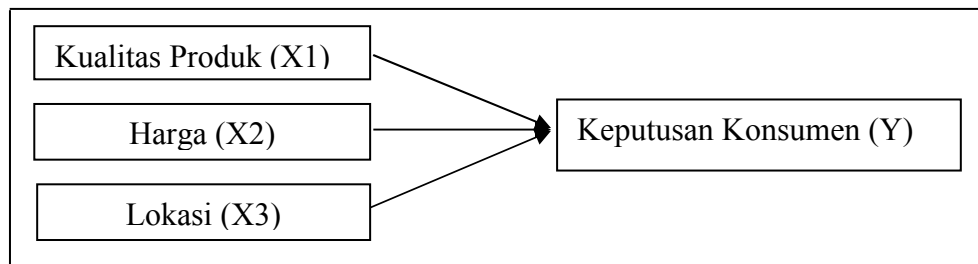 Kualitas Produk (X1)
Harga (X2)
Keputusan Konsumen (Y)
Lokasi (X3)